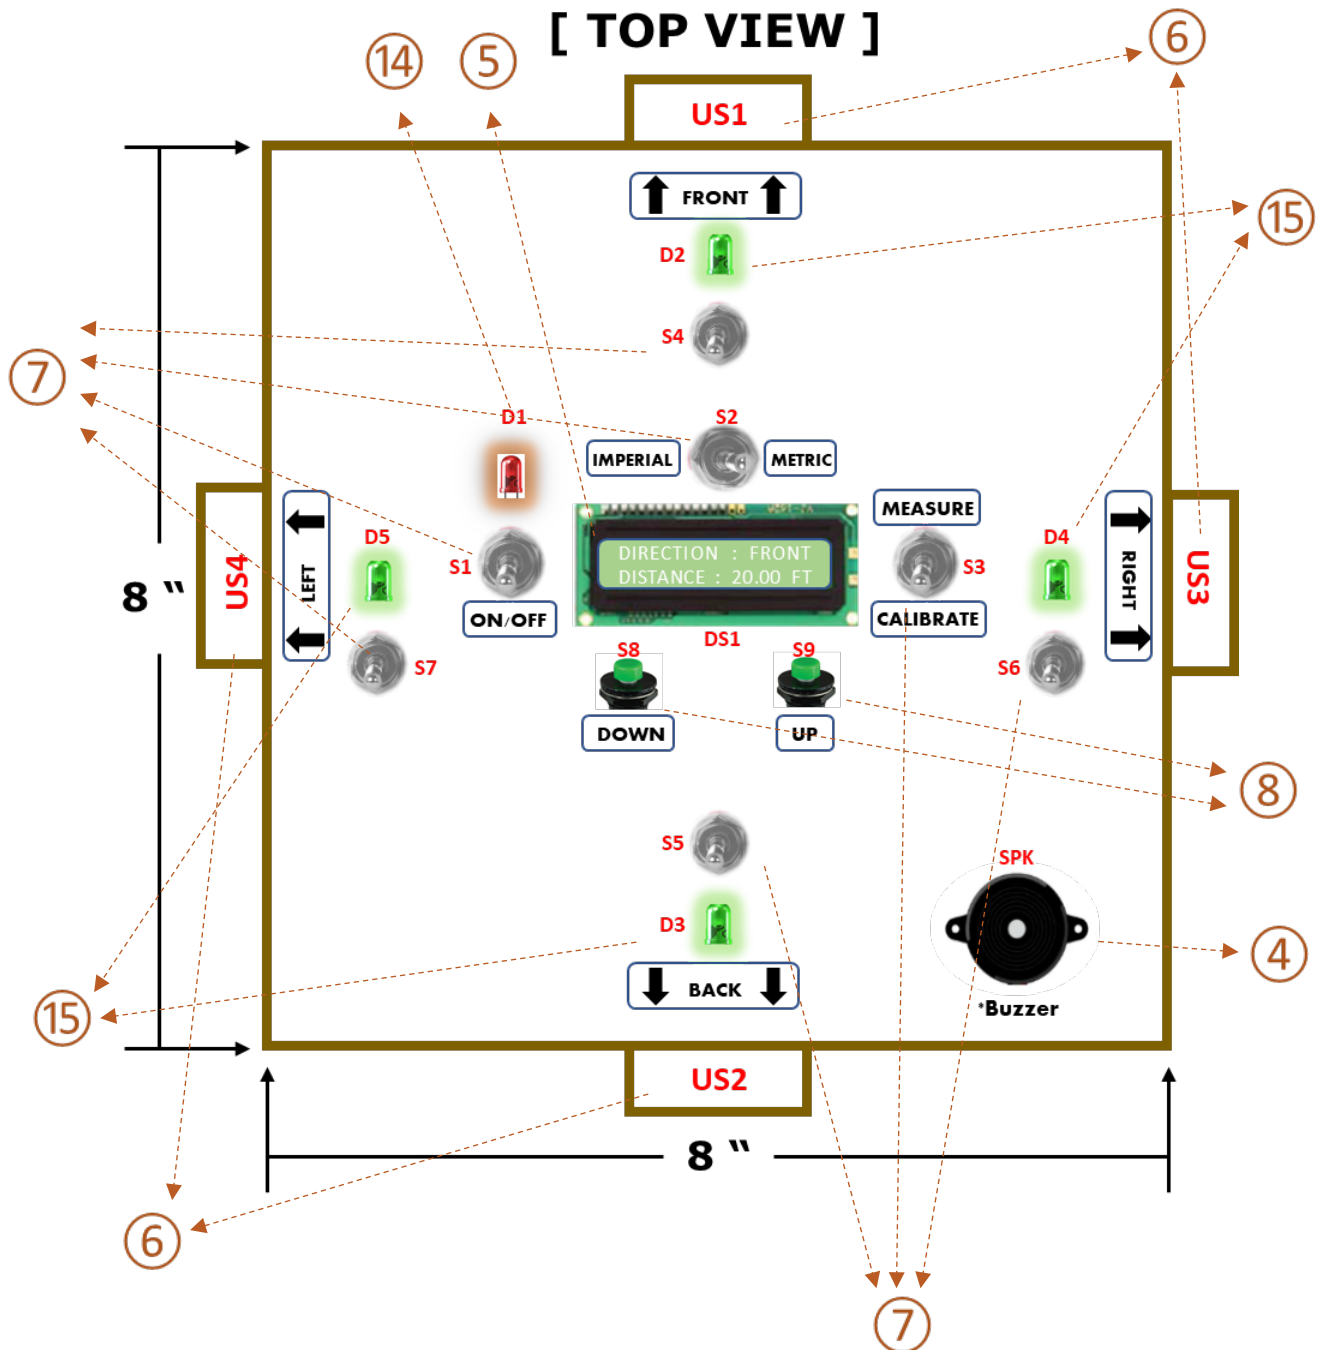 [ TOP VIEW ]
14
5
6
US1
FRONT
15
D2
S4
7
D1
S2
IMPERIAL
METRIC
MEASURE
D5
D4
DIRECTION : FRONT
DISTANCE : 20.00 FT
S1
S3
US4
LEFT
RIGHT
US3
8 “
ON/OFF
CALIBRATE
DS1
S8
S9
S7
S6
DOWN
UP
8
S5
SPK
D3
4
BACK
*Buzzer
15
US2
8 “
6
7